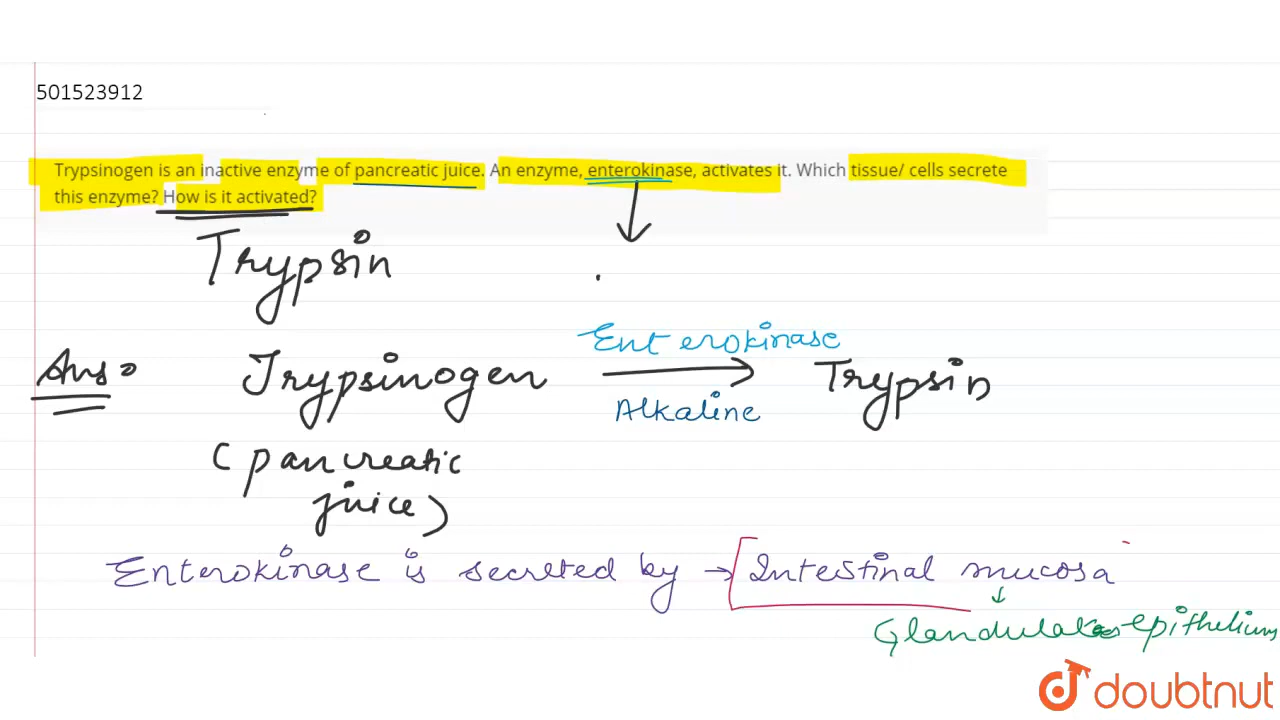 501523912
Trypsinogen is an inactive enzyme of pancreatic juice. An enzyme, enterokinase, activates it. Which tissue/ cells secrete
this enzyme? How is it activated?
Trypsin
Enterokinase
Ans: Trypsinogen → Trypsin
Alkaline
(pancreatic
juice)
Enterokinase is secreted by → Intestinal mucosa
↓
Glandular epithelium
doubtnut